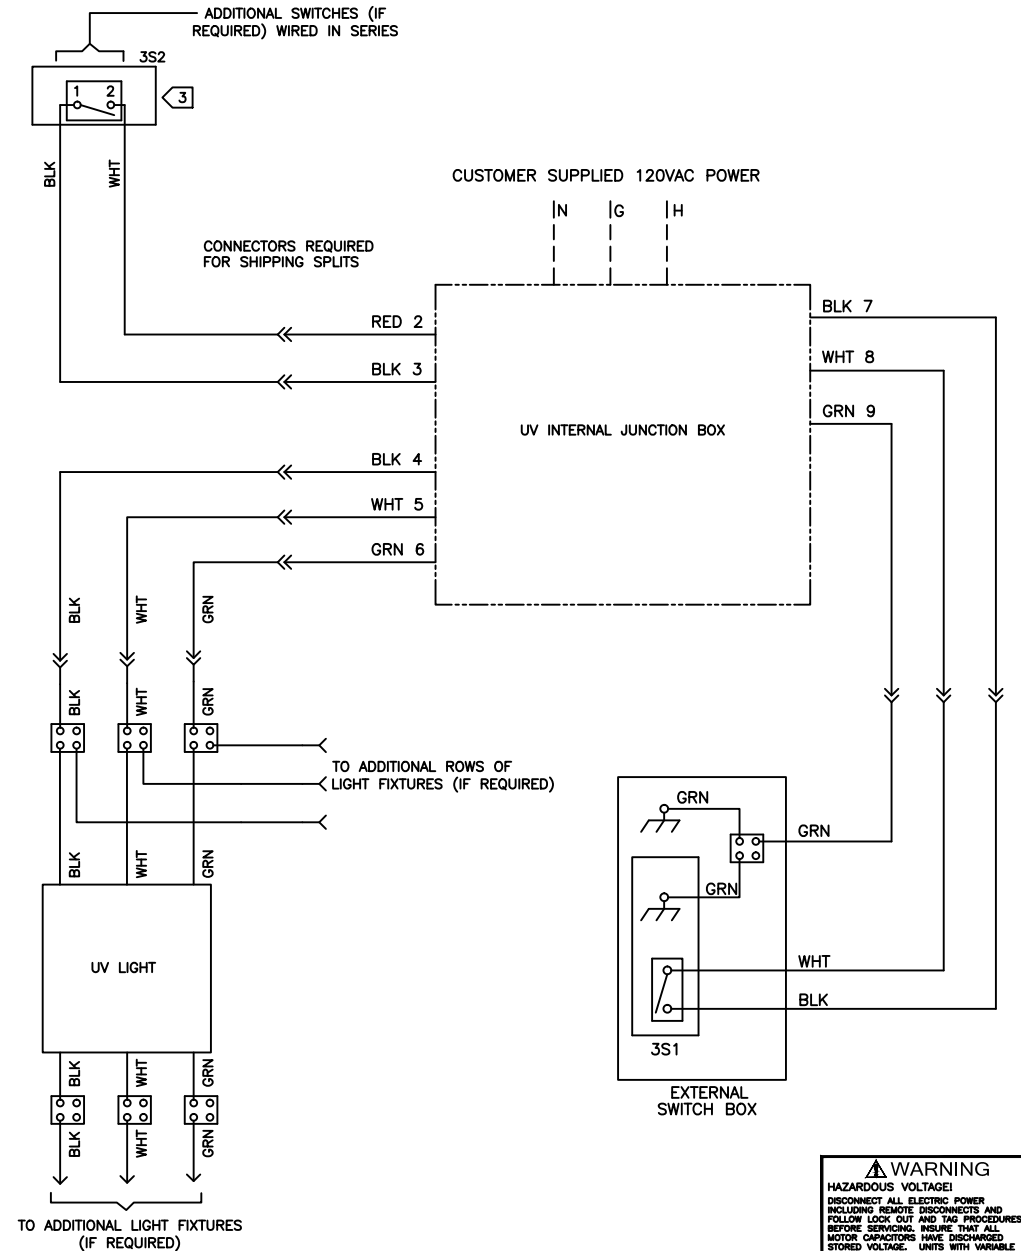 ADDITIONAL SWITCHES (IF
REQUIRED) WIRED IN SERIES
3S2
1 2
3
BLK
WHT
CUSTOMER SUPPLIED 120VAC POWER
N G H
CONNECTORS REQUIRED
FOR SHIPPING SPLITS
RED 2
BLK 3
BLK 4
WHT 5
GRN 6
UV INTERNAL JUNCTION BOX
BLK 7
WHT 8
GRN 9
BLK
WHT
GRN
BLK
WHT
GRN
TO ADDITIONAL ROWS OF
LIGHT FIXTURES (IF REQUIRED)
BLK
WHT
GRN
UV LIGHT
GRN
GRN
GRN
WHT
BLK
3S1
EXTERNAL
SWITCH BOX
BLK
WHT
GRN
BLK
WHT
GRN
TO ADDITIONAL LIGHT FIXTURES
(IF REQUIRED)
WARNING
HAZARDOUS VOLTAGE!
DISCONNECT ALL ELECTRIC POWER
INCLUDING REMOTE DISCONNECTS AND
FOLLOW LOCK OUT AND TAG PROCEDURES
BEFORE SERVICING. INSURE THAT ALL
MOTOR CAPACITORS HAVE DISCHARGED
STORED VOLTAGE. UNITS WITH VARIABLE